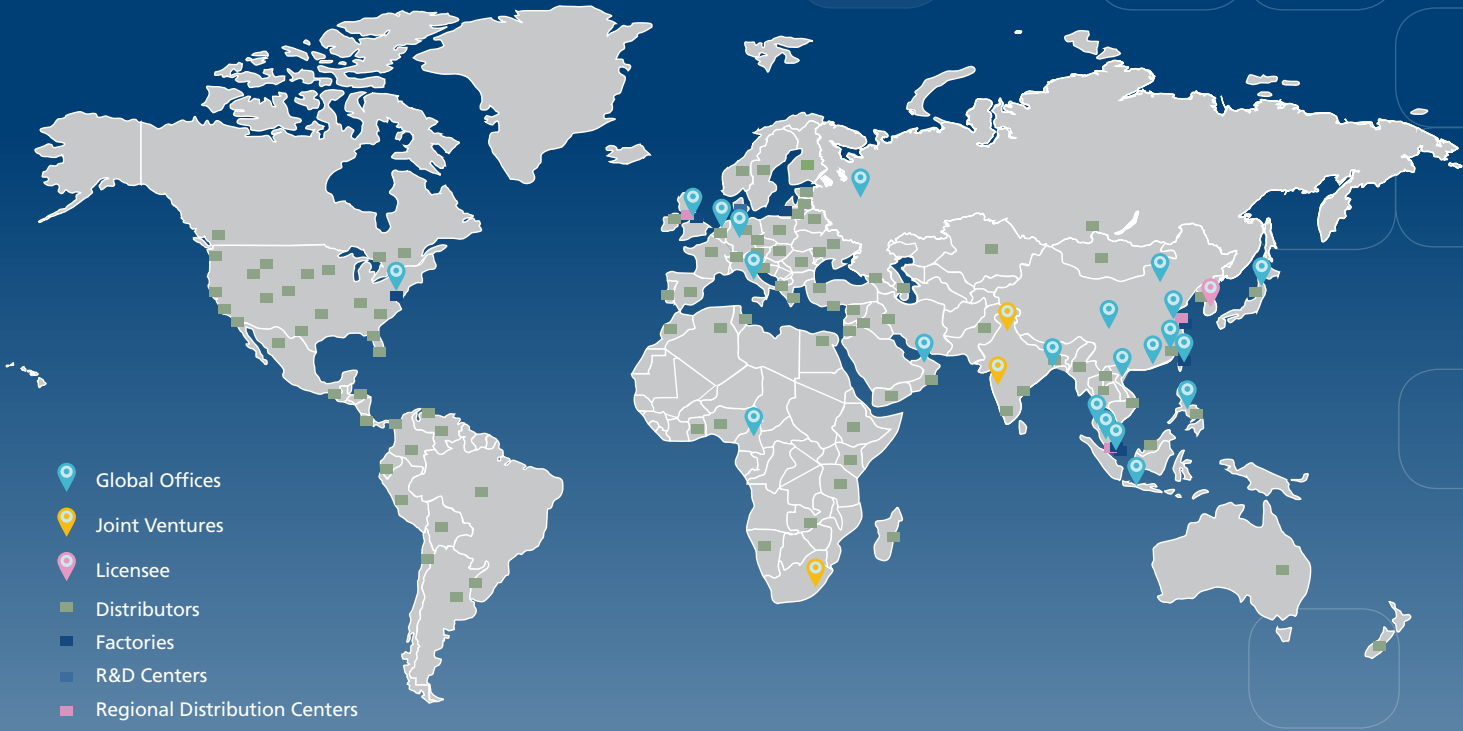 Global Offices
Joint Ventures
Licensee
Distributors
Factories
R&D Centers
Regional Distribution Centers